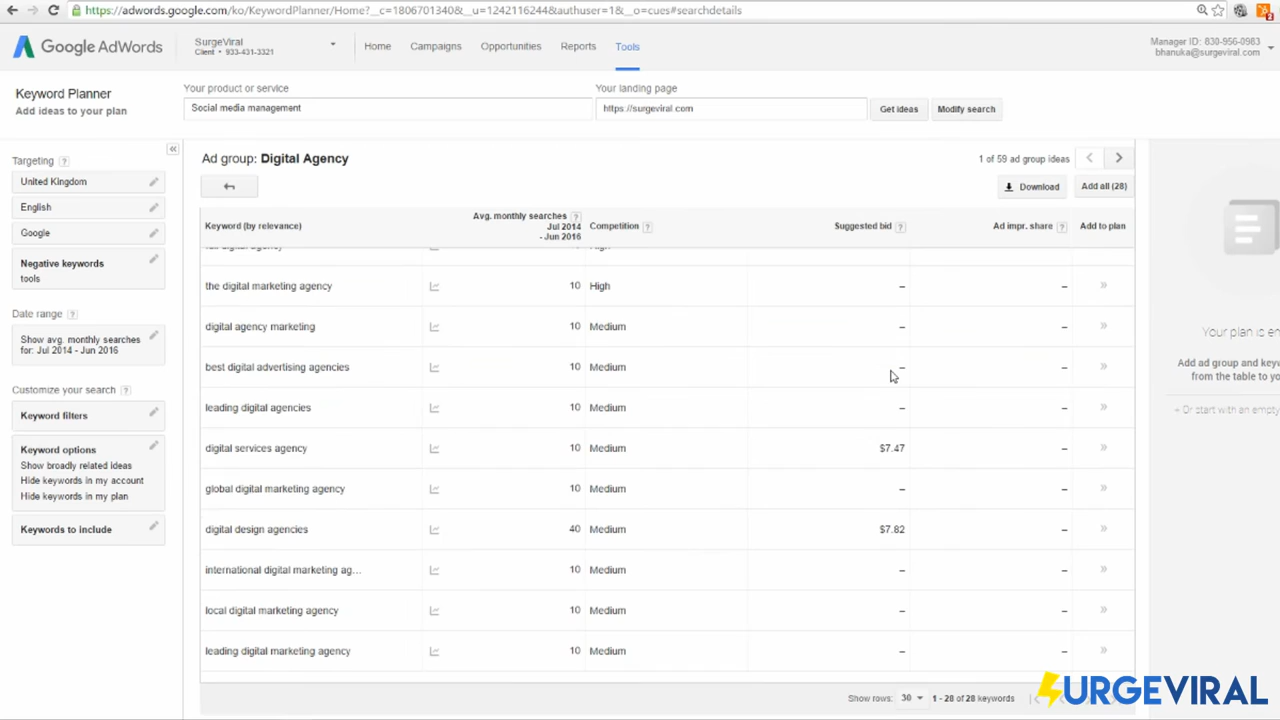 https://adwords.google.com/ko/KeywordPlanner/Home?__c=1806701340&__u=1242116244&authuser=1&__o=cues#searchdetails
Google AdWords
SurgeViral
Client • 933-431-3321
Home
Campaigns
Opportunities
Reports
Tools
Manager ID: 830-956-0983
bhanuka@surgeviral.com
Keyword Planner
Add ideas to your plan
Your product or service
Social media management
Your landing page
https://surgeviral.com
Get ideas
Modify search
Targeting ?
United Kingdom
English
Google
Negative keywords
tools
Date range ?
Show avg. monthly searches
for: Jul 2014 - Jun 2016
Customize your search ?
Keyword filters
Keyword options
Show broadly related ideas
Hide keywords in my account
Hide keywords in my plan
Keywords to include
Ad group: Digital Agency
1 of 59 ad group ideas
Download
Add all (28)
Keyword (by relevance)
Avg. monthly searches ?
Jul 2014
- Jun 2016
Competition ?
Suggested bid ?
Ad impr. share ?
Add to plan
the digital marketing agency 10 High – – »
digital agency marketing 10 Medium – – »
best digital advertising agencies 10 Medium – – »
leading digital agencies 10 Medium – – »
digital services agency 10 Medium $7.47 – »
global digital marketing agency 10 Medium – – »
digital design agencies 40 Medium $7.82 – »
international digital marketing ag... 10 Medium – – »
local digital marketing agency 10 Medium – – »
leading digital marketing agency 10 Medium – – »
Show rows: 30
1 - 28 of 28 keywords
Your plan is e
Add ad group and keyw
from the table to yo
+ Or start with an empty
SURGEVIRAL